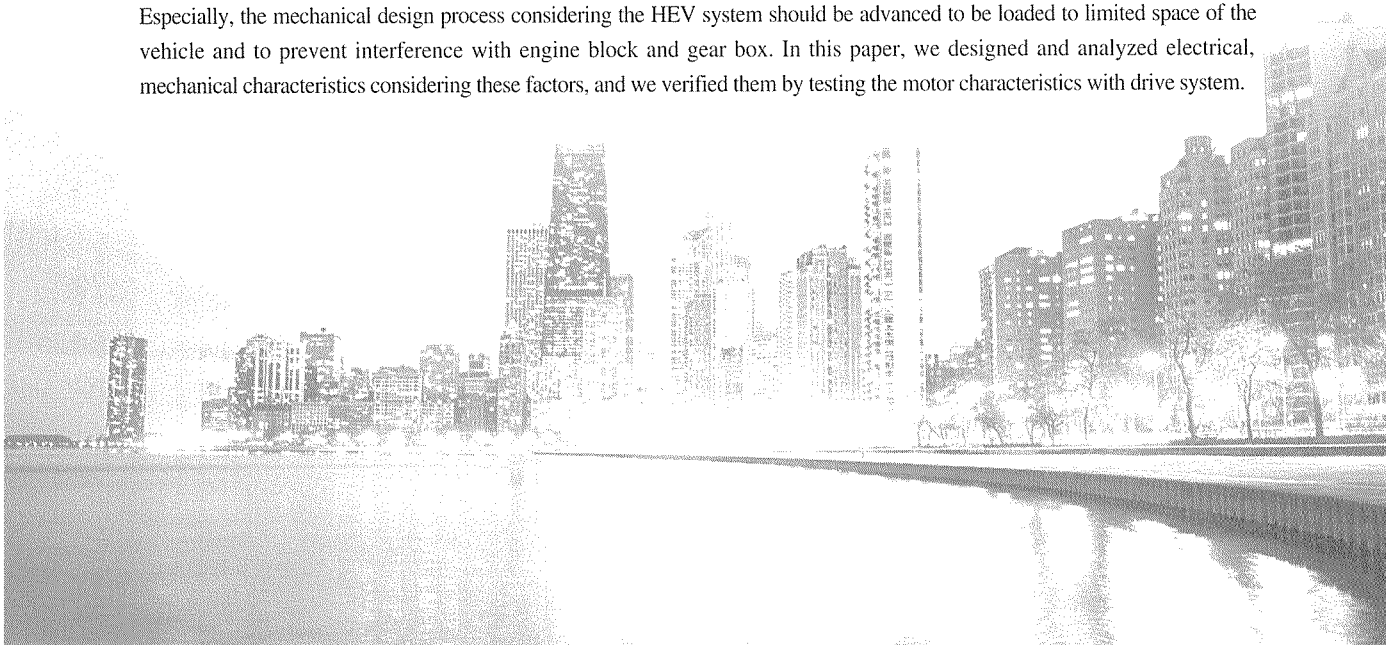 Especially, the mechanical design process considering the HEV system should be advanced to be loaded to limited space of the
vehicle and to prevent interference with engine block and gear box. In this paper, we designed and analyzed electrical,
mechanical characteristics considering these factors, and we verified them by testing the motor characteristics with drive system.